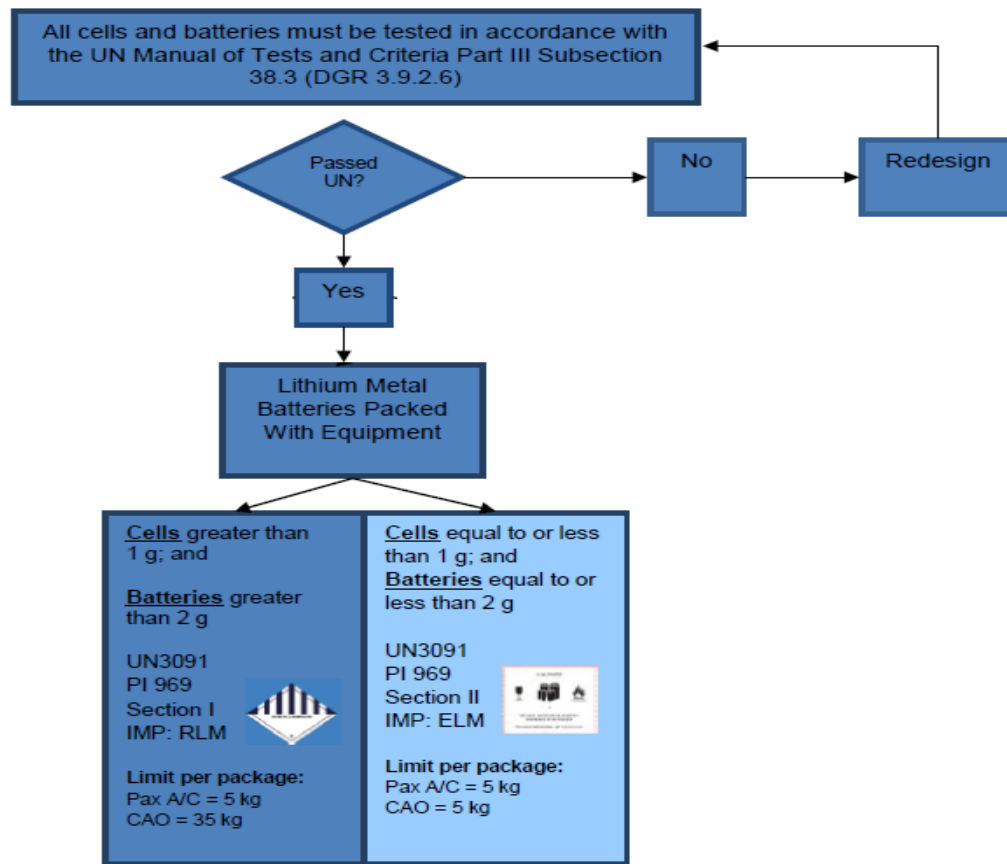 All cells and batteries must be tested in accordance with
the UN Manual of Tests and Criteria Part III Subsection
38.3 (DGR 3.9.2.6)
Passed
UN?
No
Redesign
Yes
Lithium Metal
Batteries Packed
With Equipment
Cells greater than
1 g; and
Batteries greater
than 2 g
UN3091
PI 969
Section I
IMP: RLM
Limit per package:
Pax A/C = 5 kg
CAO = 35 kg
Cells equal to or less
than 1 g; and
Batteries equal to or
less than 2 g
UN3091
PI 969
Section II
IMP: ELM
Limit per package:
Pax A/C = 5 kg
CAO = 5 kg